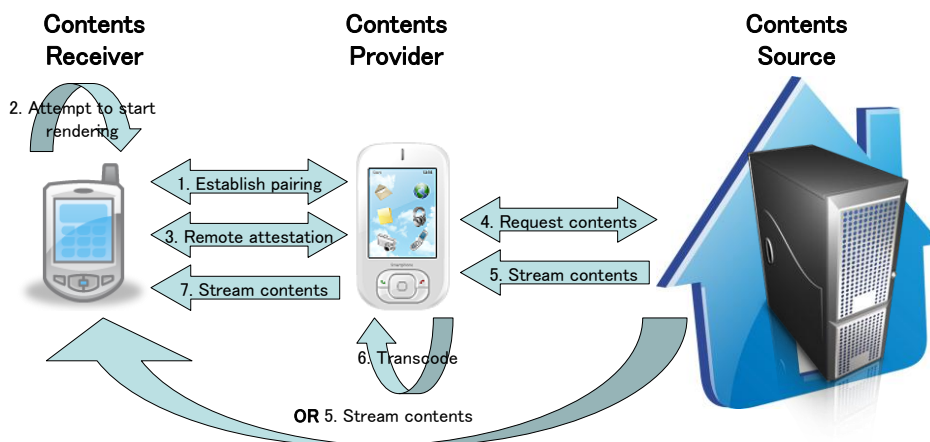 Contents
Receiver
Contents
Provider
Contents
Source
2. Attempt to start
rendering
1. Establish pairing
3. Remote attestation
4. Request contents
5. Stream contents
7. Stream contents
6. Transcode
OR 5. Stream contents